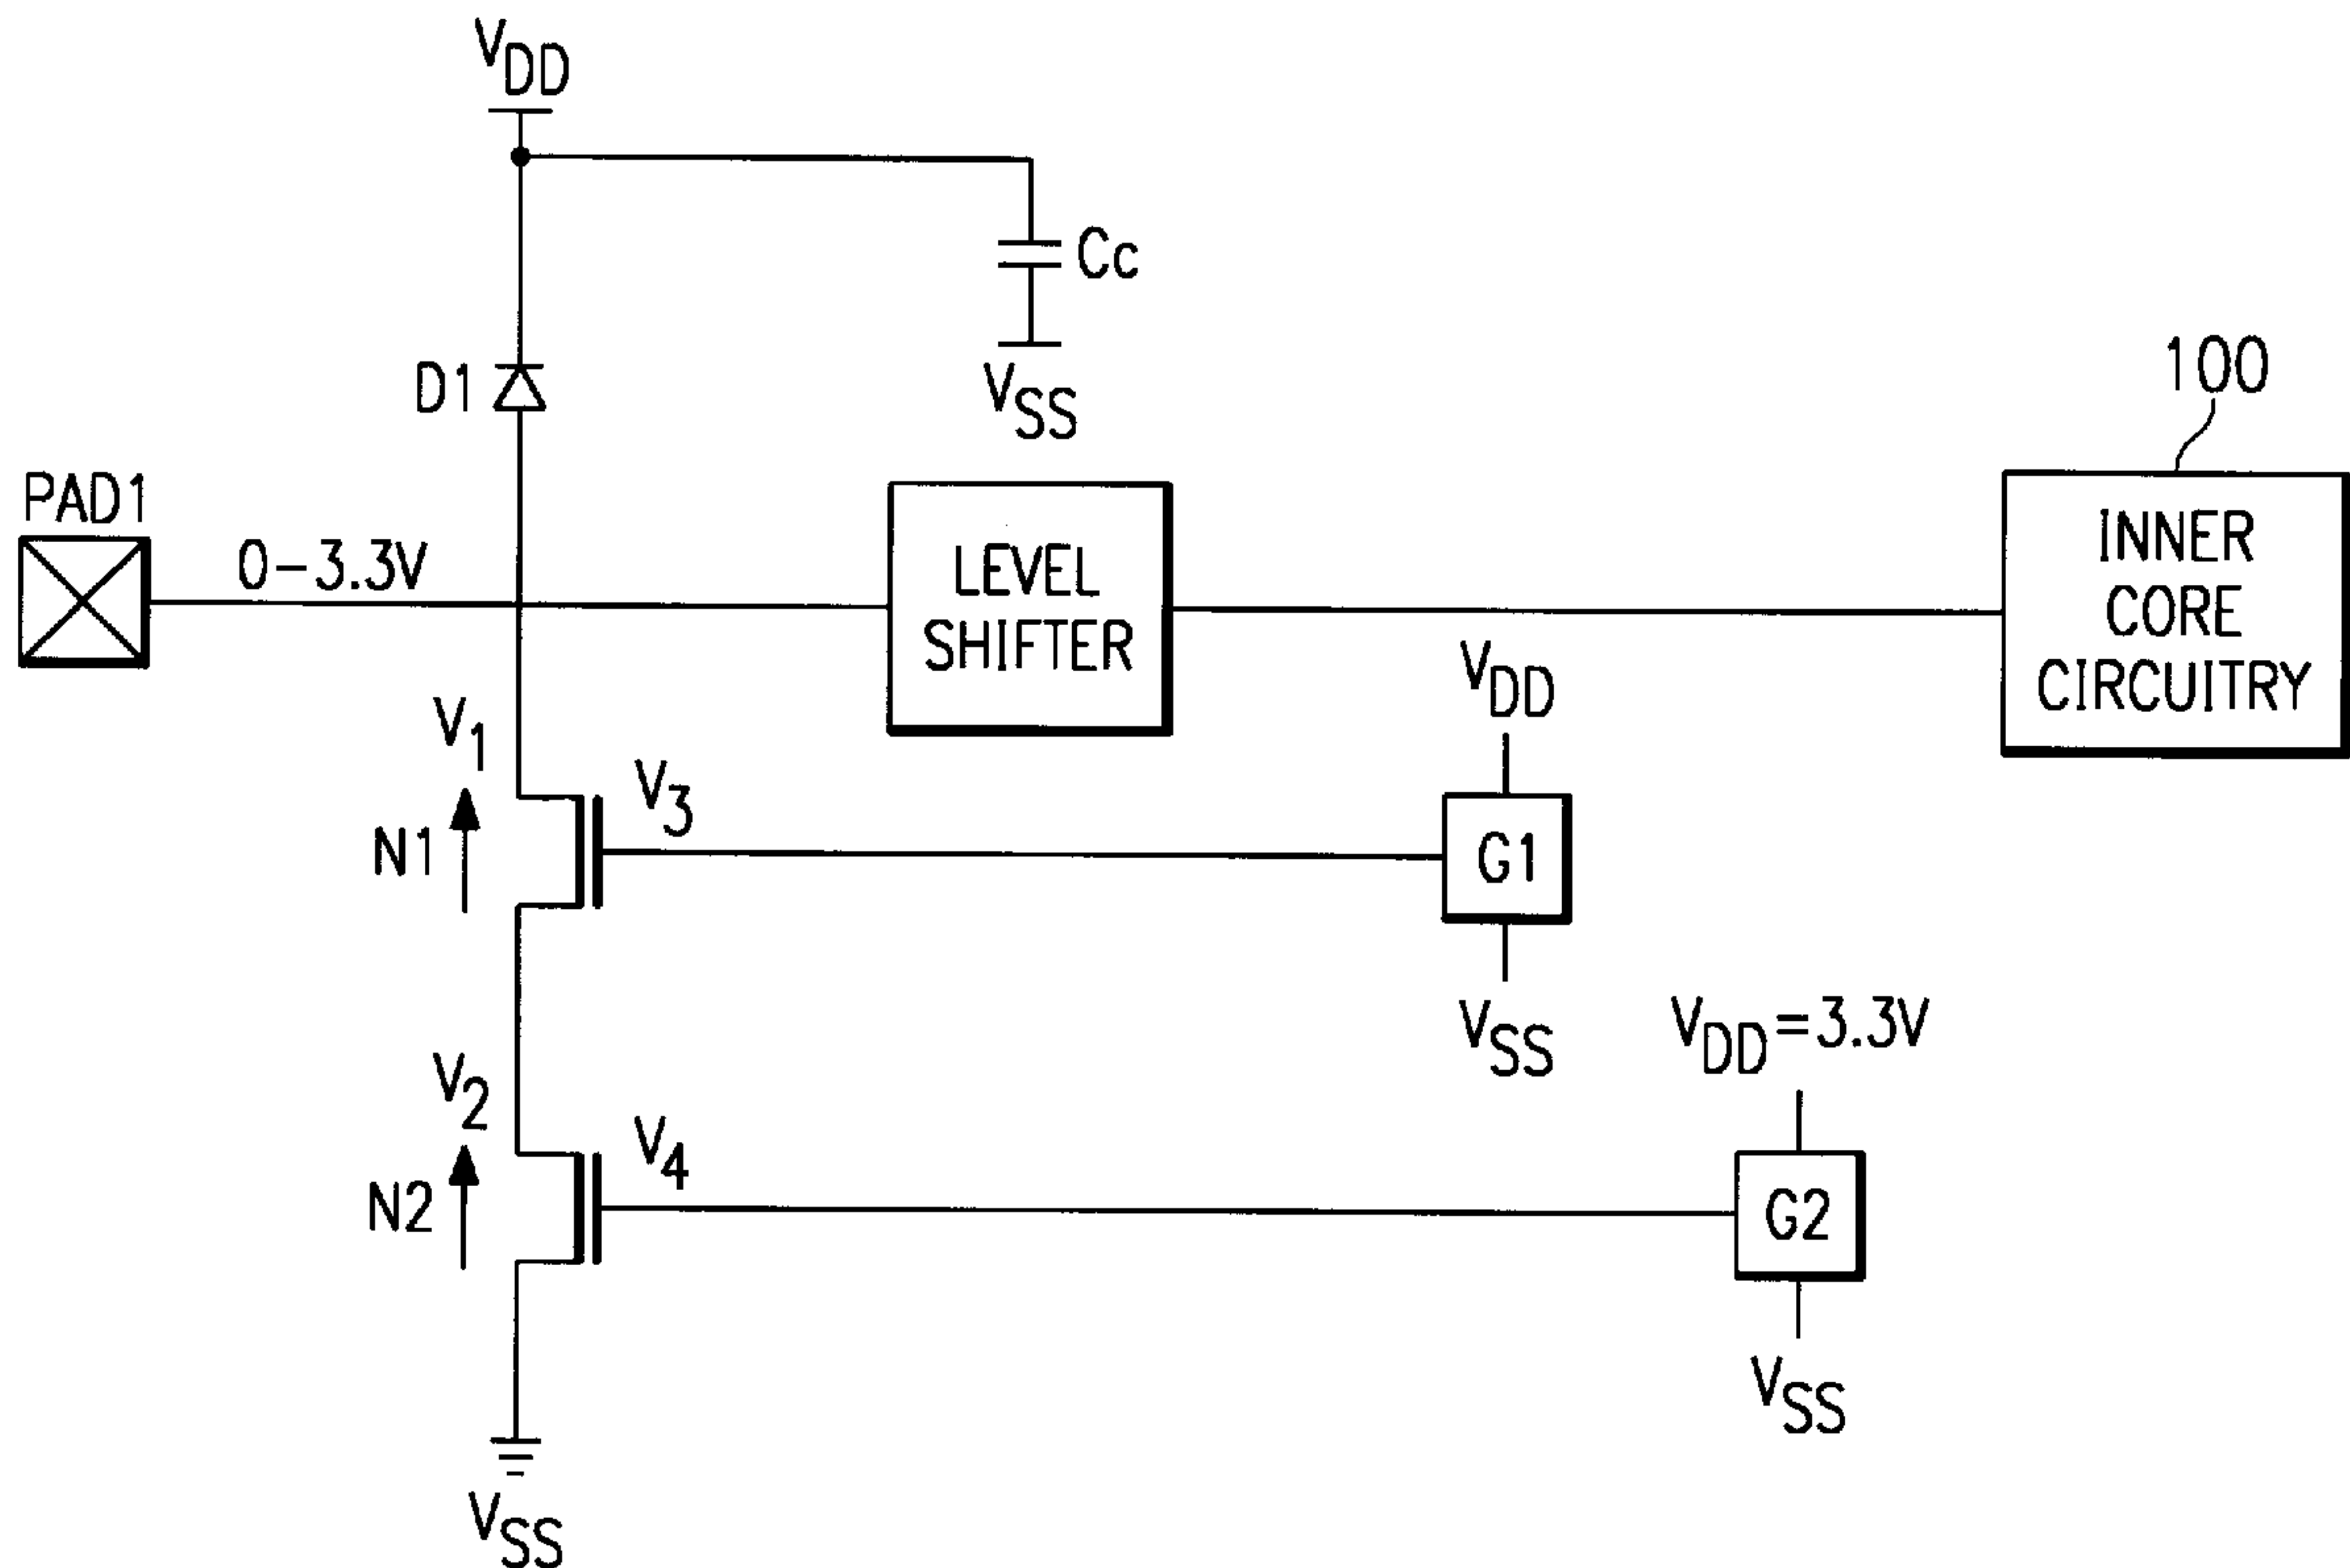 VDD
Cc
D1
VSS
100
PAD1
0-3.3V
LEVEL
SHIFTER
INNER
CORE
CIRCUITRY
VDD
V1
V3
N1
G1
VSS
VDD=3.3V
V2
V4
N2
G2
VSS
VSS